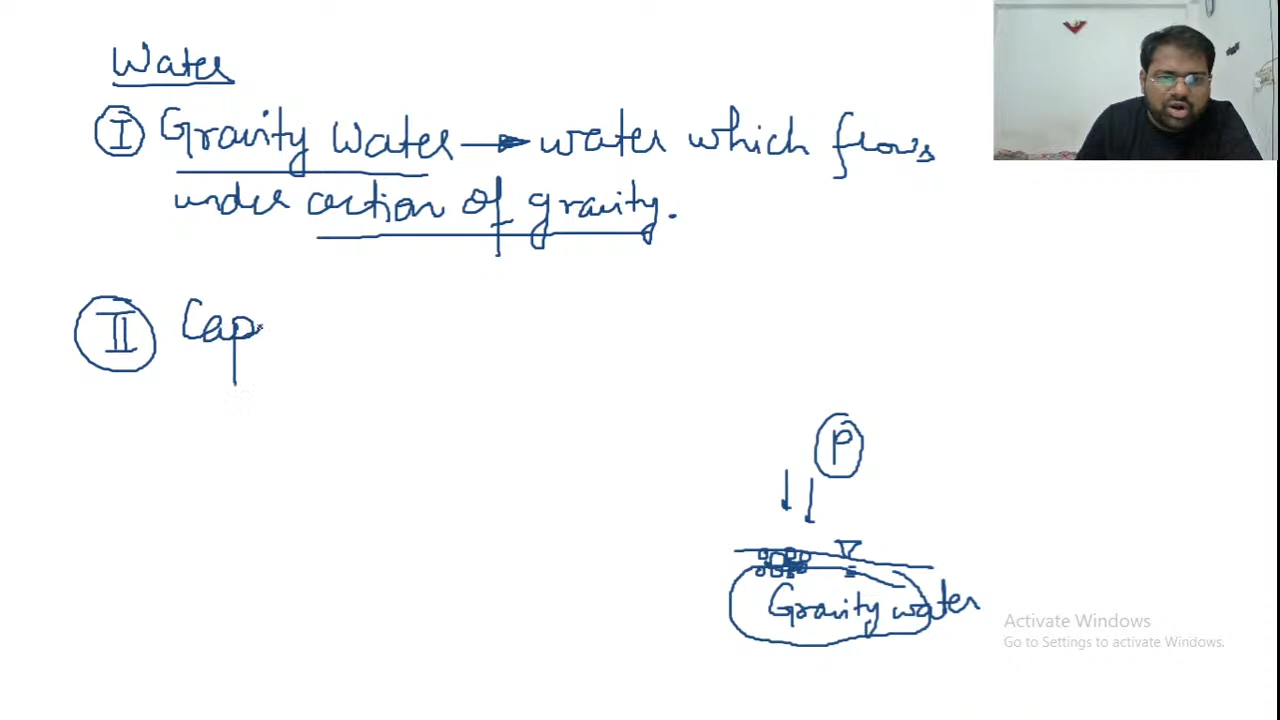 Water
I Gravity Water → water which flows
under action of gravity.
II Cap
P
Gravity water
Activate Windows
Go to Settings to activate Windows.